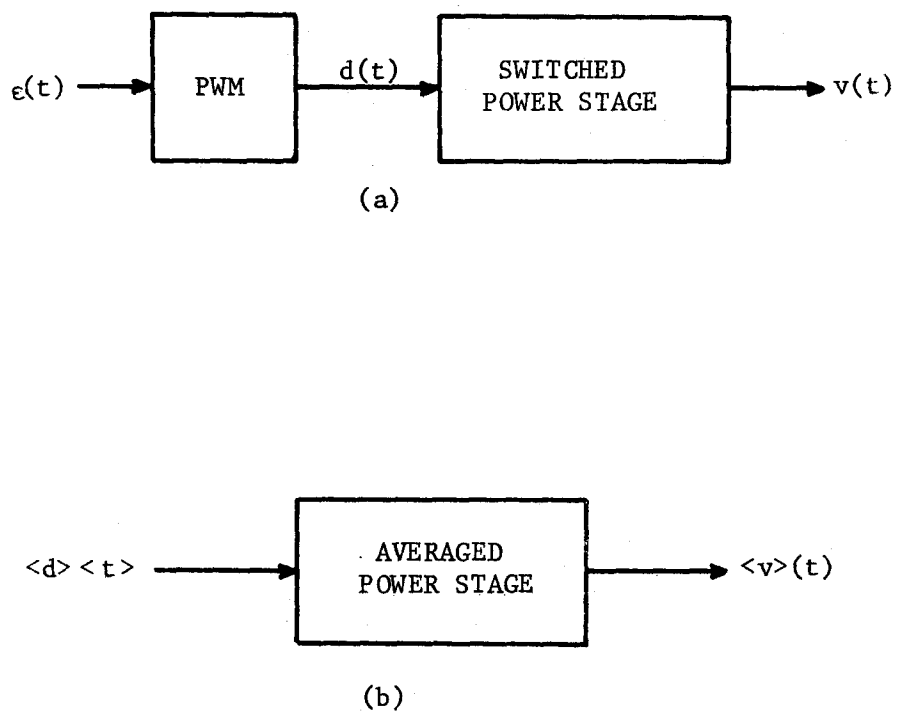 ε(t)
PWM
d(t)
SWITCHED
POWER STAGE
v(t)
(a)
<d><t>
AVERAGED
POWER STAGE
<v>(t)
(b)